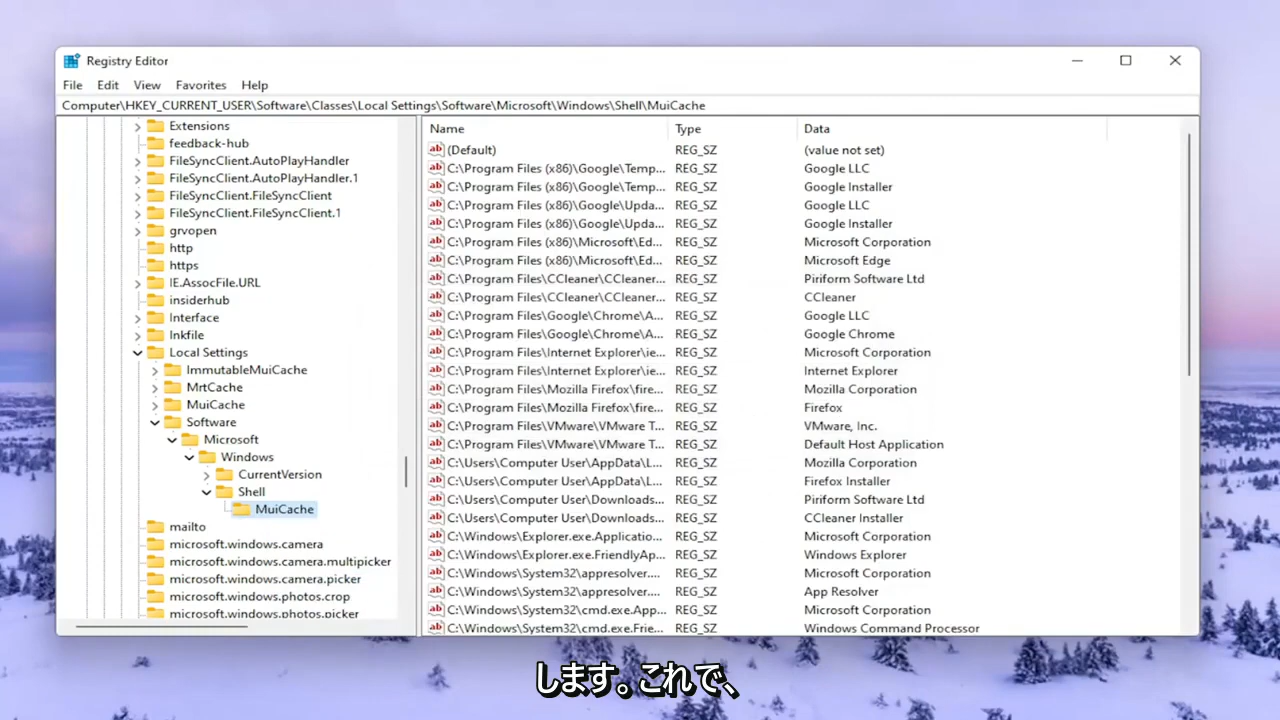 Registry Editor
File Edit View Favorites Help
Computer\HKEY_CURRENT_USER\Software\Classes\Local Settings\Software\Microsoft\Windows\Shell\MuiCache
Extensions
feedback-hub
FileSyncClient.AutoPlayHandler
FileSyncClient.AutoPlayHandler.1
FileSyncClient.FileSyncClient
FileSyncClient.FileSyncClient.1
grvopen
http
https
IE.AssocFile.URL
insiderhub
Interface
lnkfile
Local Settings
ImmutableMuiCache
MrtCache
MuiCache
Software
Microsoft
Windows
CurrentVersion
Shell
MuiCache
mailto
microsoft.windows.camera
microsoft.windows.camera.multipicker
microsoft.windows.camera.picker
microsoft.windows.photos.crop
microsoft.windows.photos.picker
Name Type Data
(Default) REG_SZ (value not set)
C:\Program Files (x86)\Google\Temp... REG_SZ Google LLC
C:\Program Files (x86)\Google\Temp... REG_SZ Google Installer
C:\Program Files (x86)\Google\Upda... REG_SZ Google LLC
C:\Program Files (x86)\Google\Upda... REG_SZ Google Installer
C:\Program Files (x86)\Microsoft\Ed... REG_SZ Microsoft Corporation
C:\Program Files (x86)\Microsoft\Ed... REG_SZ Microsoft Edge
C:\Program Files\CCleaner\CCleaner... REG_SZ Piriform Software Ltd
C:\Program Files\CCleaner\CCleaner... REG_SZ CCleaner
C:\Program Files\Google\Chrome\A... REG_SZ Google LLC
C:\Program Files\Google\Chrome\A... REG_SZ Google Chrome
C:\Program Files\Internet Explorer\ie... REG_SZ Microsoft Corporation
C:\Program Files\Internet Explorer\ie... REG_SZ Internet Explorer
C:\Program Files\Mozilla Firefox\fire... REG_SZ Mozilla Corporation
C:\Program Files\Mozilla Firefox\fire... REG_SZ Firefox
C:\Program Files\VMware\VMware T... REG_SZ VMware, Inc.
C:\Program Files\VMware\VMware T... REG_SZ Default Host Application
C:\Users\Computer User\AppData\L... REG_SZ Mozilla Corporation
C:\Users\Computer User\AppData\L... REG_SZ Firefox Installer
C:\Users\Computer User\Downloads... REG_SZ Piriform Software Ltd
C:\Users\Computer User\Downloads... REG_SZ CCleaner Installer
C:\Windows\Explorer.exe.Applicatio... REG_SZ Microsoft Corporation
C:\Windows\Explorer.exe.FriendlyAp... REG_SZ Windows Explorer
C:\Windows\System32\appresolver.... REG_SZ Microsoft Corporation
C:\Windows\System32\appresolver.... REG_SZ App Resolver
C:\Windows\System32\cmd.exe.App... REG_SZ Microsoft Corporation
C:\Windows\System32\cmd.exe.Frie... REG_SZ Windows Command Processor
します。これで、